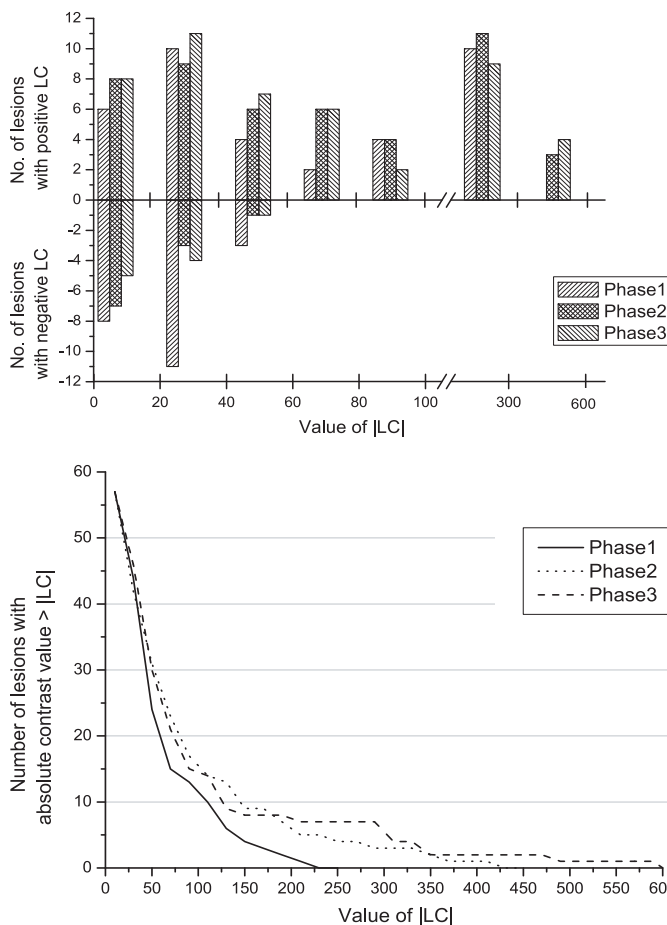 12
10
8
6
4
2
0
-2
-4
-6
-8
-10
-12
No. of lesions
with positive LC
No. of lesions
with negative LC
Phase1
Phase2
Phase3
0 20 40 60 80 100 300 600
Value of |LC|
60
50
40
30
20
10
0
Number of lesions with
absolute contrast value > |LC|
Phase1
Phase2
Phase3
0 50 100 150 200 250 300 350 400 450 500 550 600
Value of |LC|